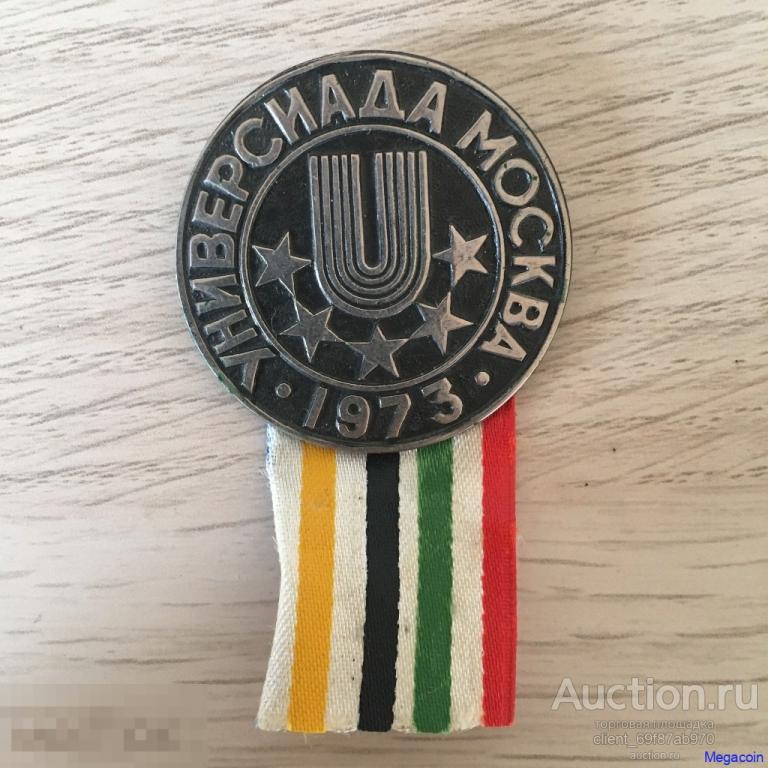 УНИВЕРСИАДА МОСКВА
U
• 1973 •
Auction.ru
торговая площадка
client_69f87ab970
auction.ru
Megacoin